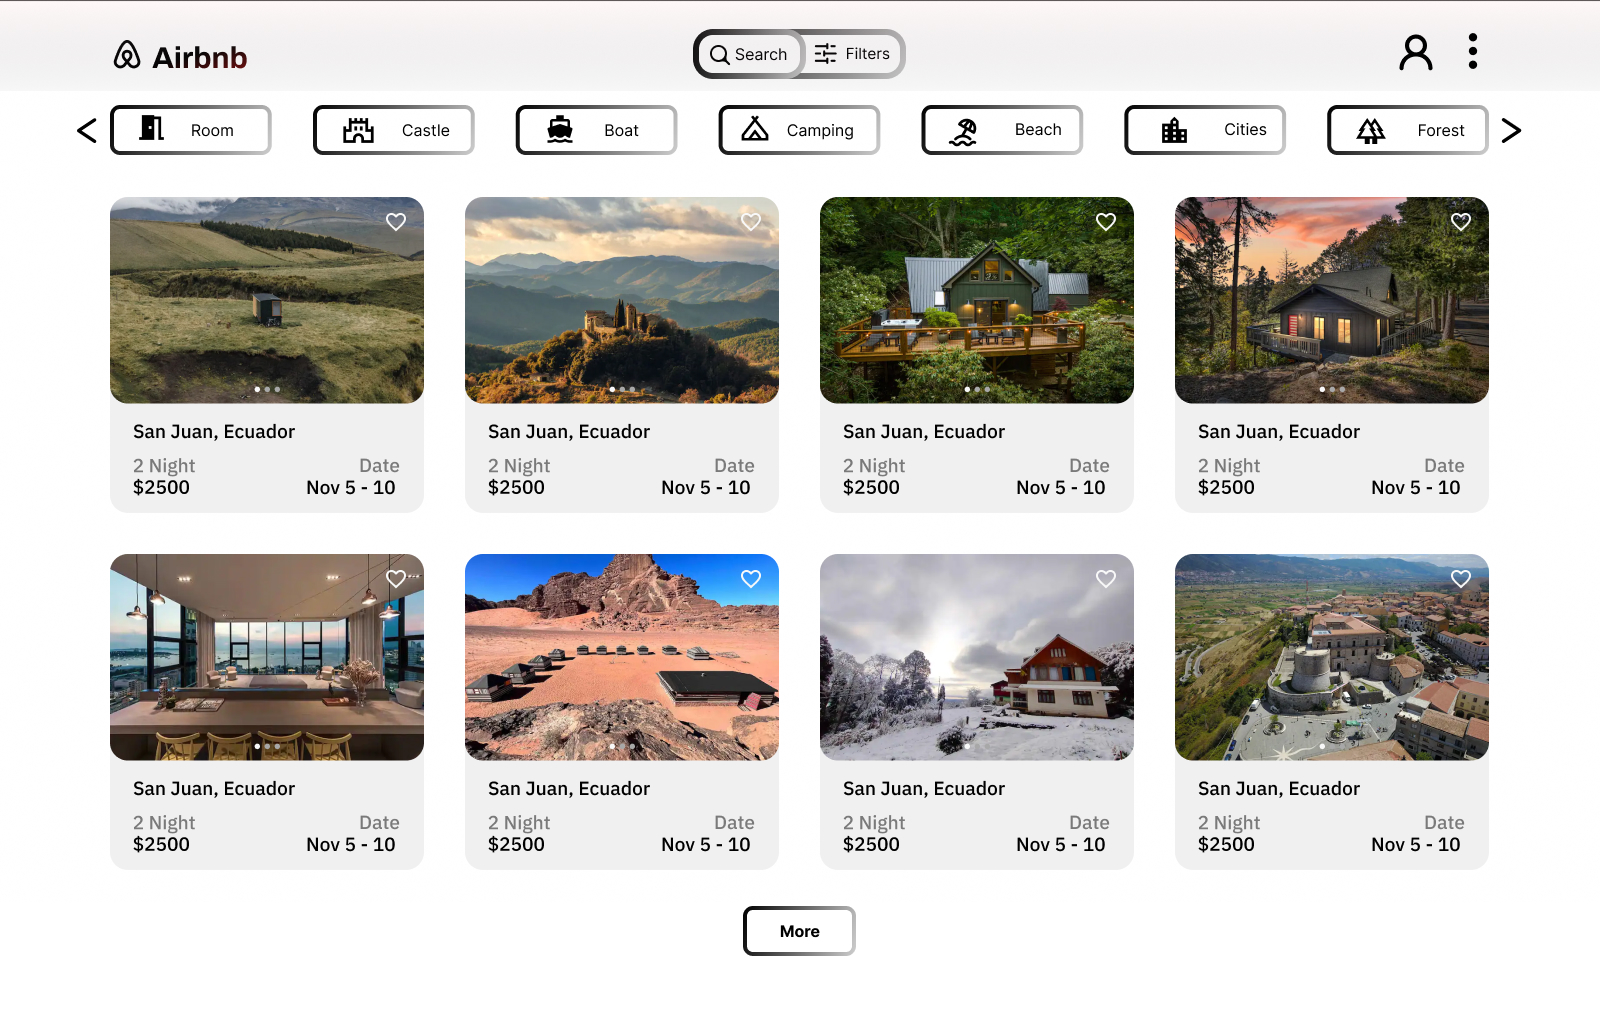 Airbnb
Search
Filters
Room
Castle
Boat
Camping
Beach
Cities
Forest
San Juan, Ecuador
2 Night Date
$2500 Nov 5 - 10
San Juan, Ecuador
2 Night Date
$2500 Nov 5 - 10
San Juan, Ecuador
2 Night Date
$2500 Nov 5 - 10
San Juan, Ecuador
2 Night Date
$2500 Nov 5 - 10
San Juan, Ecuador
2 Night Date
$2500 Nov 5 - 10
San Juan, Ecuador
2 Night Date
$2500 Nov 5 - 10
San Juan, Ecuador
2 Night Date
$2500 Nov 5 - 10
San Juan, Ecuador
2 Night Date
$2500 Nov 5 - 10
More